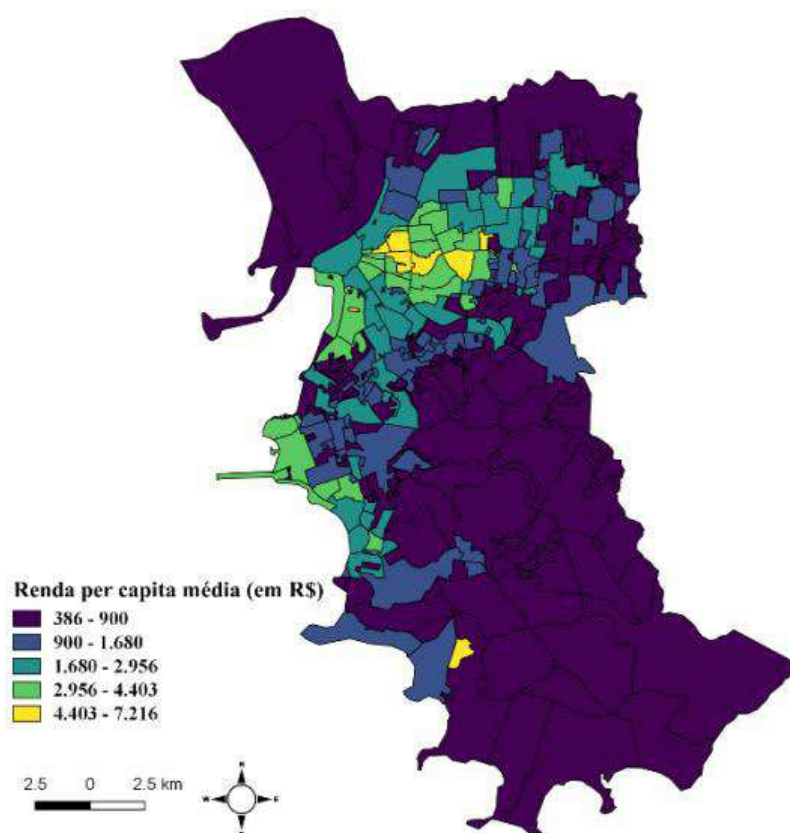 Renda per capita média (em R$)
386 - 900
900 - 1.680
1.680 - 2.956
2.956 - 4.403
4.403 - 7.216
2.5 0 2.5 km
N
W E